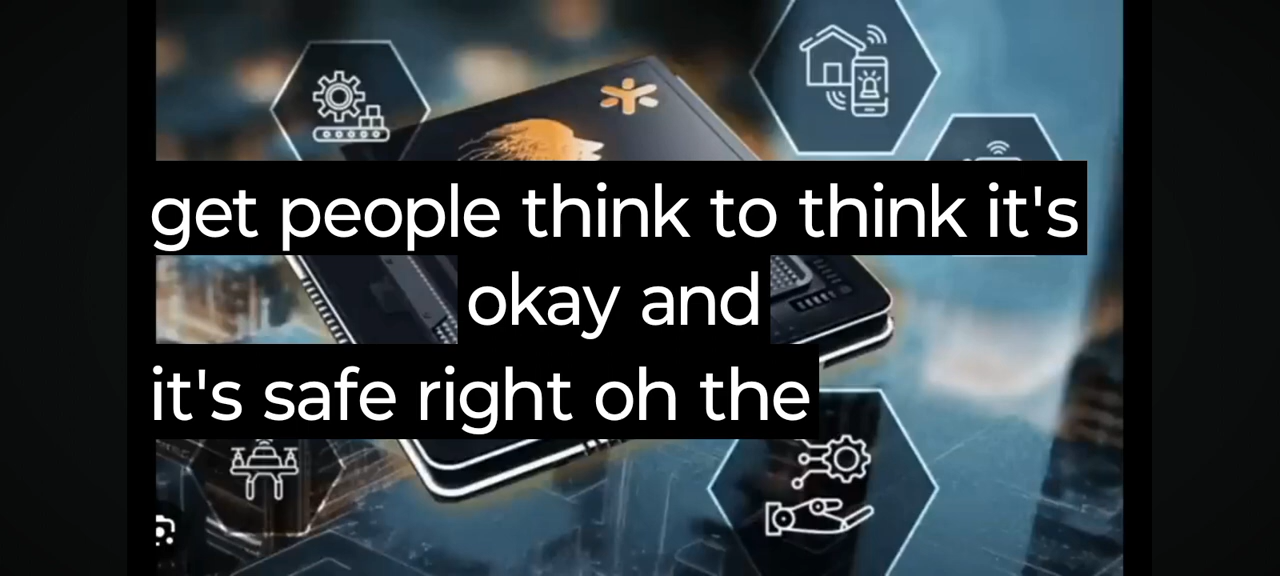 get people think to think it's
okay and
it's safe right oh the